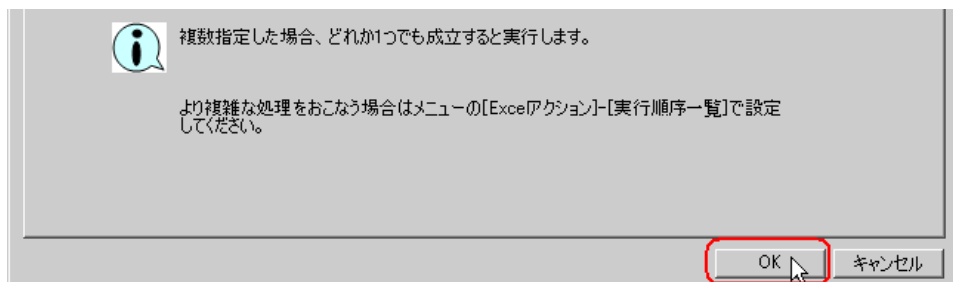 複数指定した場合、どれか1つでも成立すると実行します。
より複雑な処理をおこなう場合はメニューの[Excelアクション]-[実行順序一覧]で設定
してください。
OK
キャンセル